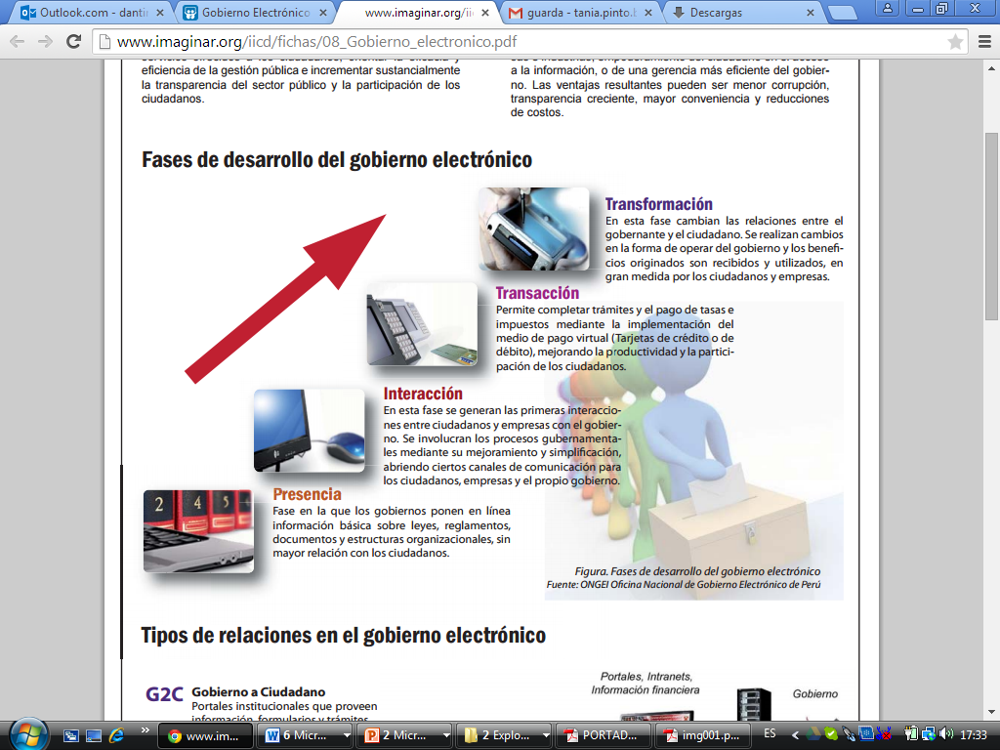 Outlook.com - dantin
Gobierno Electrónico
www.imaginar.org/iic
guarda - tania.pinto.b
Descargas
www.imaginar.org/iicd/fichas/08_Gobierno_electronico.pdf
eficiencia de la gestión pública e incrementar sustancialmente
la transparencia del sector público y la participación de los
ciudadanos.
a la información, o de una gerencia más eficiente del gobier-
no. Las ventajas resultantes pueden ser menor corrupción,
transparencia creciente, mayor conveniencia y reducciones
de costos.
Fases de desarrollo del gobierno electrónico
Transformación
En esta fase cambian las relaciones entre el
gobernante y el ciudadano. Se realizan cambios
en la forma de operar del gobierno y los benefi-
cios originados son recibidos y utilizados, en
gran medida por los ciudadanos y empresas.
Transacción
Permite completar trámites y el pago de tasas e
impuestos mediante la implementación del
medio de pago virtual (Tarjetas de crédito o de
débito), mejorando la productividad y la partici-
pación de los ciudadanos.
Interacción
En esta fase se generan las primeras interaccio-
nes entre ciudadanos y empresas con el gobier-
no. Se involucran los procesos gubernamenta-
les mediante su mejoramiento y simplificación,
abriendo ciertos canales de comunicación para
los ciudadanos, empresas y el propio gobierno.
2 4 5
Presencia
Fase en la que los gobiernos ponen en línea
información básica sobre leyes, reglamentos,
documentos y estructuras organizacionales, sin
mayor relación con los ciudadanos.
Figura. Fases de desarrollo del gobierno electrónico
Fuente: ONGEI Oficina Nacional de Gobierno Electrónico de Perú
Tipos de relaciones en el gobierno electrónico
G2C Gobierno a Ciudadano
Portales institucionales que proveen
información, formularios y trámites
Portales, Intranets,
Información financiera
Gobierno
www.im...
6 Micr...
2 Micr...
2 Explo...
PORTAD...
img001.p...
ES
17:33